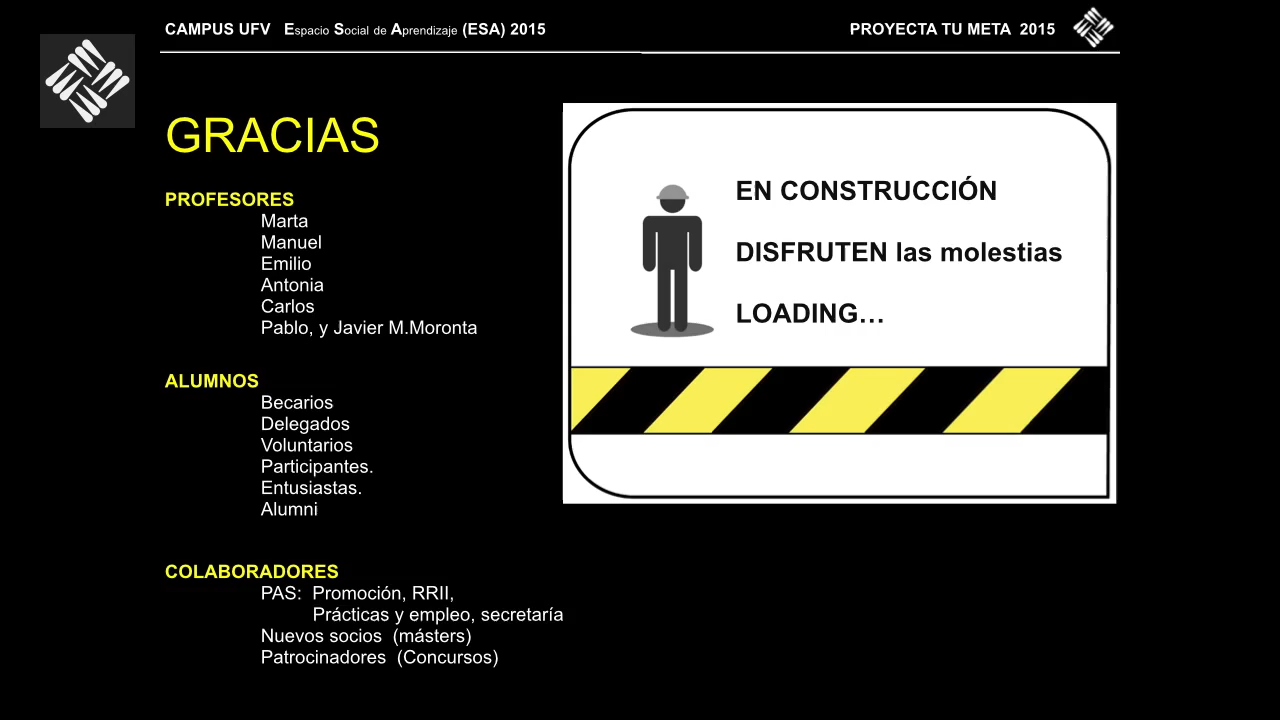 CAMPUS UFV Espacio Social de Aprendizaje (ESA) 2015
PROYECTA TU META 2015
GRACIAS
PROFESORES
Marta
Manuel
Emilio
Antonia
Carlos
Pablo, y Javier M.Moronta
ALUMNOS
Becarios
Delegados
Voluntarios
Participantes.
Entusiastas.
Alumni
COLABORADORES
PAS: Promoción, RRII,
Prácticas y empleo, secretaría
Nuevos socios (másters)
Patrocinadores (Concursos)
EN CONSTRUCCIÓN
DISFRUTEN las molestias
LOADING…